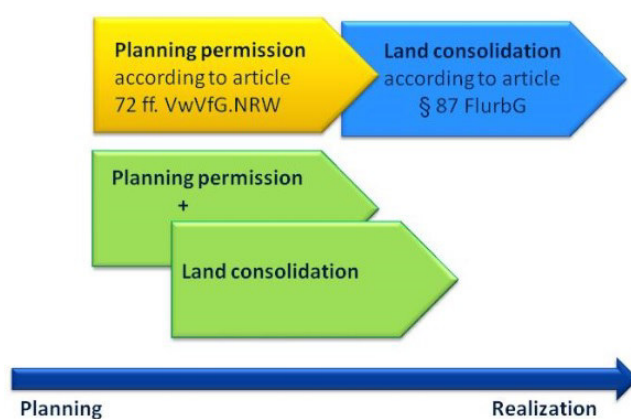 Planning permission
according to article
72 ff. VwVfG.NRW
Land consolidation
according to article
§ 87 FlurbG
Planning permission
+
Land consolidation
Planning
Realization